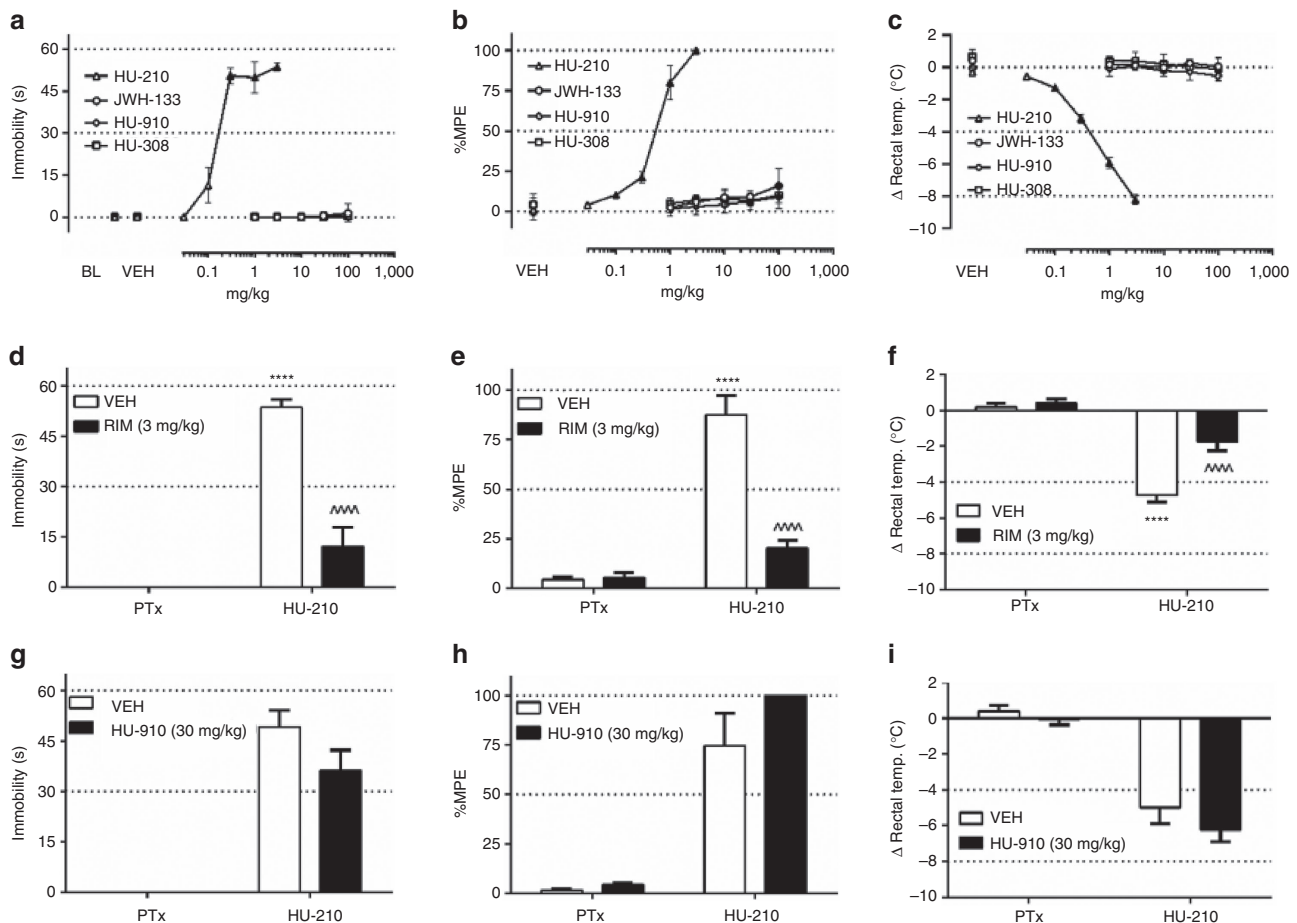 a
60
45
30
15
0
Immobility (s)
HU-210
JWH-133
HU-910
HU-308
BL VEH 0.1 1 10 100 1,000
mg/kg
b
100
75
50
25
0
%MPE
HU-210
JWH-133
HU-910
HU-308
VEH 0.1 1 10 100 1,000
mg/kg
c
2
0
−2
−4
−6
−8
−10
Δ Rectal temp. (°C)
HU-210
JWH-133
HU-910
HU-308
VEH 0.1 1 10 100 1,000
mg/kg
d
60
45
30
15
0
Immobility (s)
VEH
RIM (3 mg/kg)
****
^^^^
PTx HU-210
e
100
75
50
25
0
%MPE
VEH
RIM (3 mg/kg)
****
^^^^
PTx HU-210
f
2
0
−2
−4
−6
−8
−10
Δ Rectal temp. (°C)
VEH
RIM (3 mg/kg)
^^^^
****
PTx HU-210
g
60
45
30
15
0
Immobility (s)
VEH
HU-910 (30 mg/kg)
PTx HU-210
h
100
75
50
25
0
%MPE
VEH
HU-910 (30 mg/kg)
PTx HU-210
i
2
0
−2
−4
−6
−8
−10
Δ Rectal temp. (°C)
VEH
HU-910 (30 mg/kg)
PTx HU-210